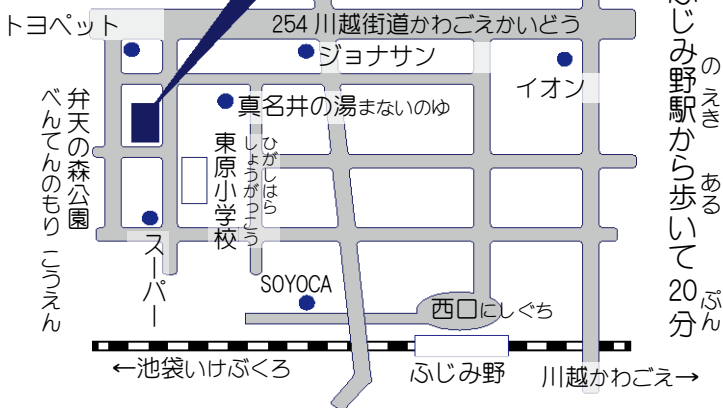 トヨペット
254 川越街道かわごえかいどう
ジョナサン
イオン
真名井の湯まないのゆ
弁天の森公園
べんてんのもり こうえん
東原小学校
ひがしはら
しょうがっこう
スーパー
SOYOCA
西口にしぐち
←池袋いけぶくろ
ふじみ野
川越かわごえ→
ふじみ野駅から歩いて20分
のえき ある ぷん